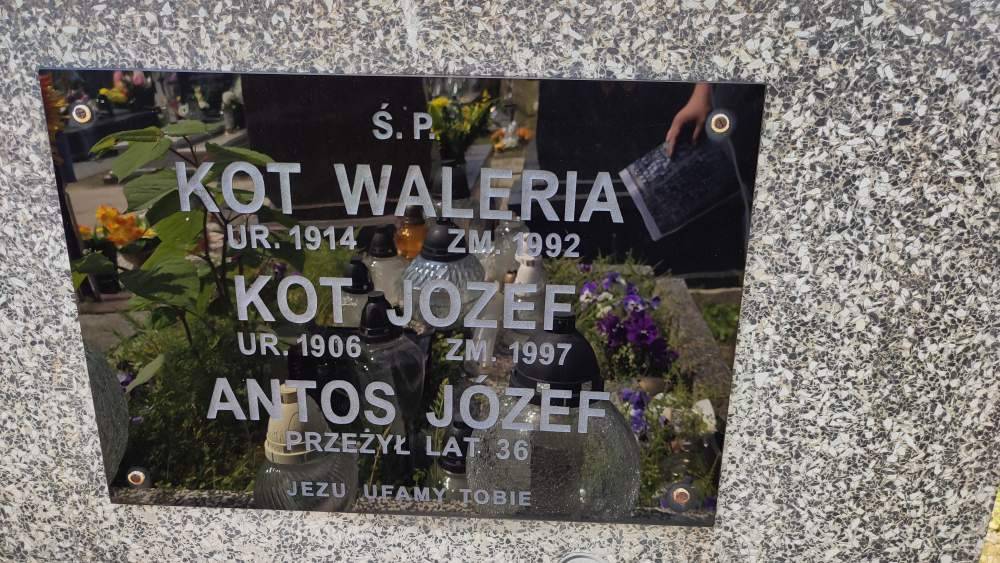 Ś. P.
KOT WALERIA
UR. 1914 ZM. 1992
KOT JÓZEF
UR. 1906 ZM. 1997
ANTOS JÓZEF
PRZEŻYŁ LAT 36
JEZU UFAMY TOBIE